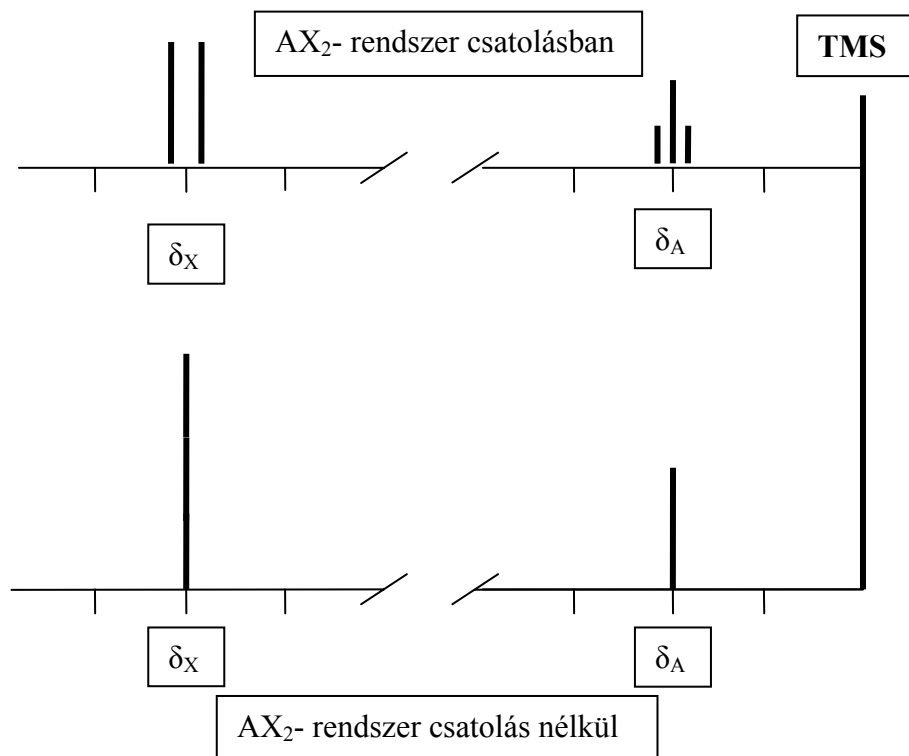 AX₂- rendszer csatolásban
TMS
δX
δA
δX
δA
AX₂- rendszer csatolás nélkül